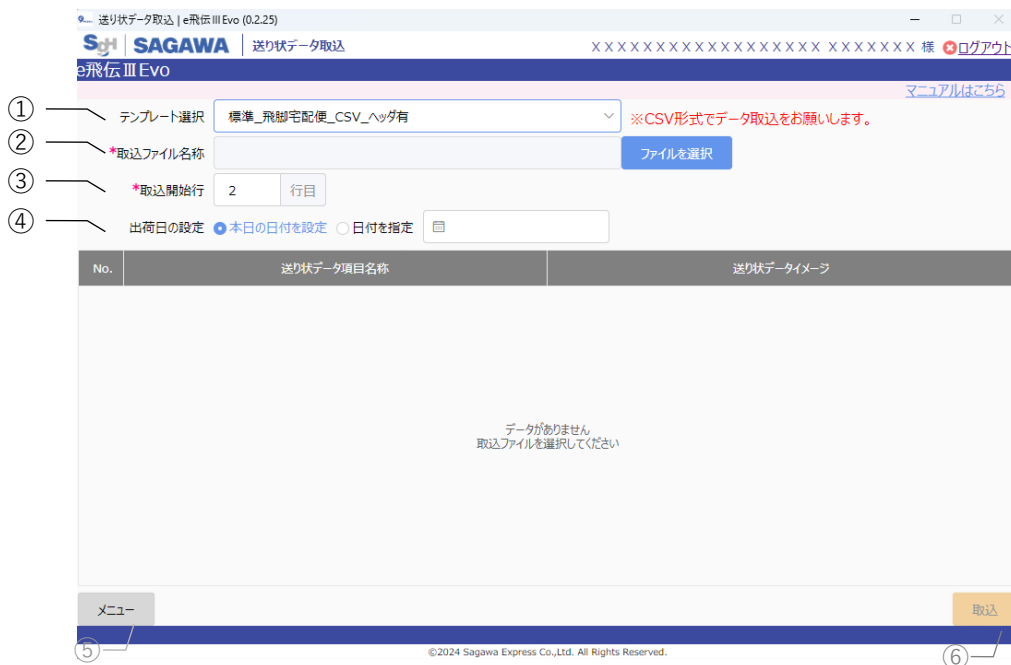 送り状データ取込 | e飛伝ⅢEvo (0.2.25)
SGH SAGAWA 送り状データ取込 ＸＸＸＸＸＸＸＸＸＸＸＸＸＸＸＸＸＸ ＸＸＸＸＸＸＸ 様 ログアウト
e飛伝ⅢEvo
マニュアルはこちら
① テンプレート選択 標準_飛脚宅配便_CSV_ヘッダ有 ※CSV形式でデータ取込をお願いします。
② *取込ファイル名称 ファイルを選択
③ *取込開始行 2 行目
④ 出荷日の設定 本日の日付を設定 日付を指定
No. 送り状データ項目名称 送り状データイメージ
データがありません
取込ファイルを選択してください
メニュー 取込
⑤ ©2024 Sagawa Express Co.,Ltd. All Rights Reserved. ⑥